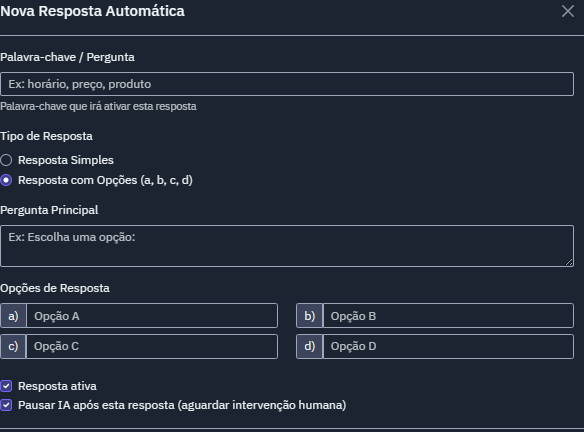 Nova Resposta Automática
Palavra-chave / Pergunta
Ex: horário, preço, produto
Palavra-chave que irá ativar esta resposta
Tipo de Resposta
Resposta Simples
Resposta com Opções (a, b, c, d)
Pergunta Principal
Ex: Escolha uma opção:
Opções de Resposta
a) Opção A b) Opção B
c) Opção C d) Opção D
Resposta ativa
Pausar IA após esta resposta (aguardar intervenção humana)